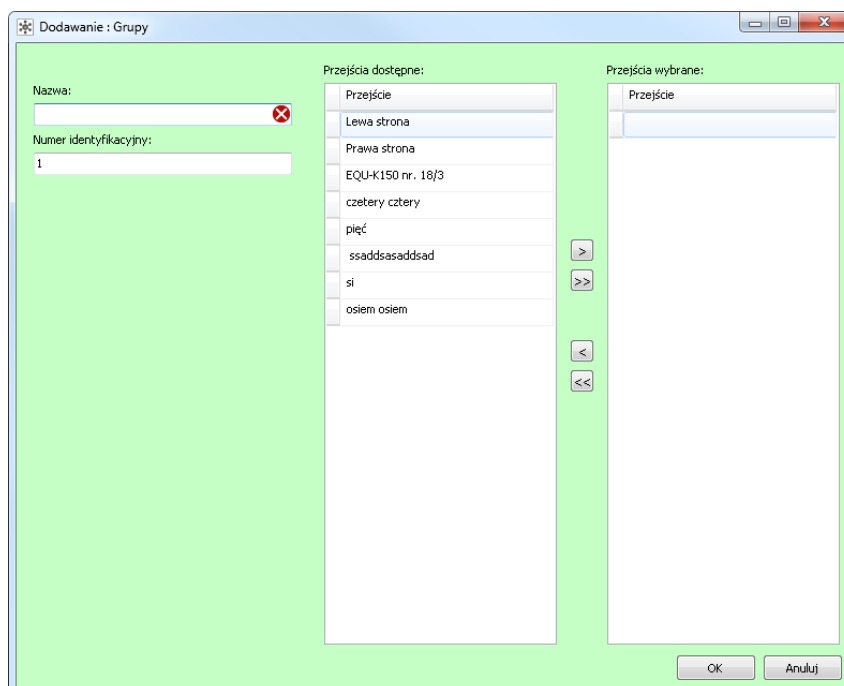 Dodawanie : Grupy
Nazwa:
Numer identyfikacyjny:
1
Przejścia dostępne:
Przejście
Lewa strona
Prawa strona
EQU-K150 nr. 18/3
czetery cztery
pięć
ssaddsasaddsad
si
osiem osiem
>
>>
<
<<
Przejścia wybrane:
Przejście
OK
Anuluj